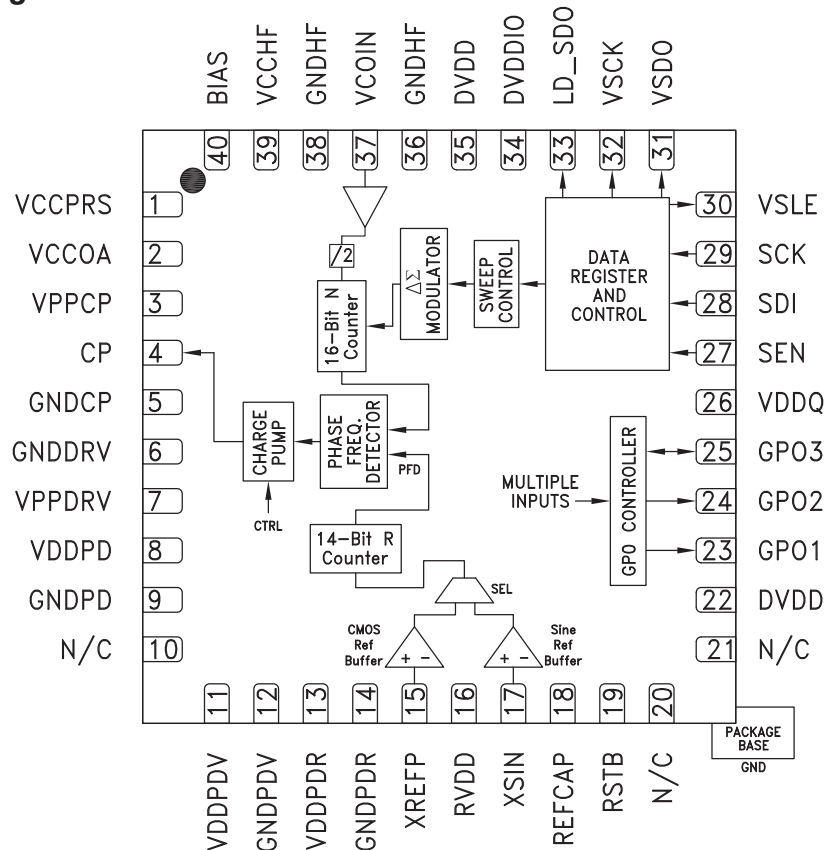 g
BIAS
VCCHF
GNDHF
VCOIN
GNDHF
DVDD
DVDDIO
LD_SDO
VSCK
VSDO
40
39
38
37
36
35
34
33
32
31
VCCPRS
1
VCCOA
2
VPPCP
3
CP
4
GNDCP
5
GNDDRV
6
VPPDRV
7
VDDPD
8
GNDPD
9
N/C
10
/2
16-Bit N
Counter
ΔΣ
MODULATOR
SWEEP
CONTROL
DATA
REGISTER
AND
CONTROL
CHARGE
PUMP
CTRL
PHASE
FREQ.
DETECTOR
PFD
14-Bit R
Counter
SEL
CMOS
Ref
Buffer
+ −
Sine
Ref
Buffer
+ −
MULTIPLE
INPUTS
GPO CONTROLLER
30
VSLE
29
SCK
28
SDI
27
SEN
26
VDDQ
25
GPO3
24
GPO2
23
GPO1
22
DVDD
21
N/C
11
12
13
14
15
16
17
18
19
20
VDDPDV
GNDPDV
VDDPDR
GNDPDR
XREFP
RVDD
XSIN
REFCAP
RSTB
N/C
PACKAGE
BASE
GND